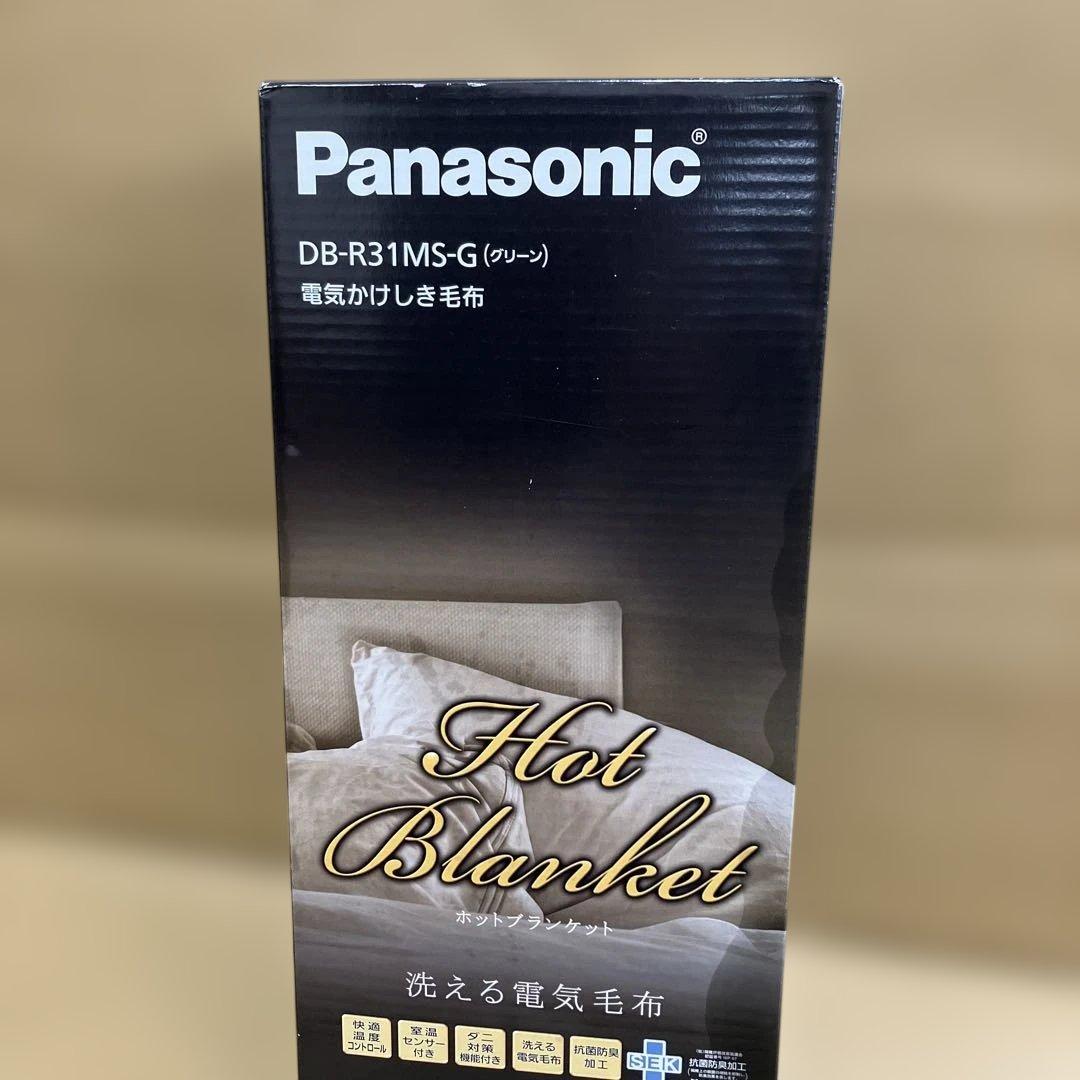 Panasonic®
DB-R31MS-G(グリーン)
電気かけしき毛布
Hot
Blanket
ホットブランケット
洗える電気毛布
快適
温度
コントロール
室温
センサー
付き
ダニ
対策
機能付き
洗える
電気毛布
抗菌防臭
加工
SEK
抗菌防臭加工